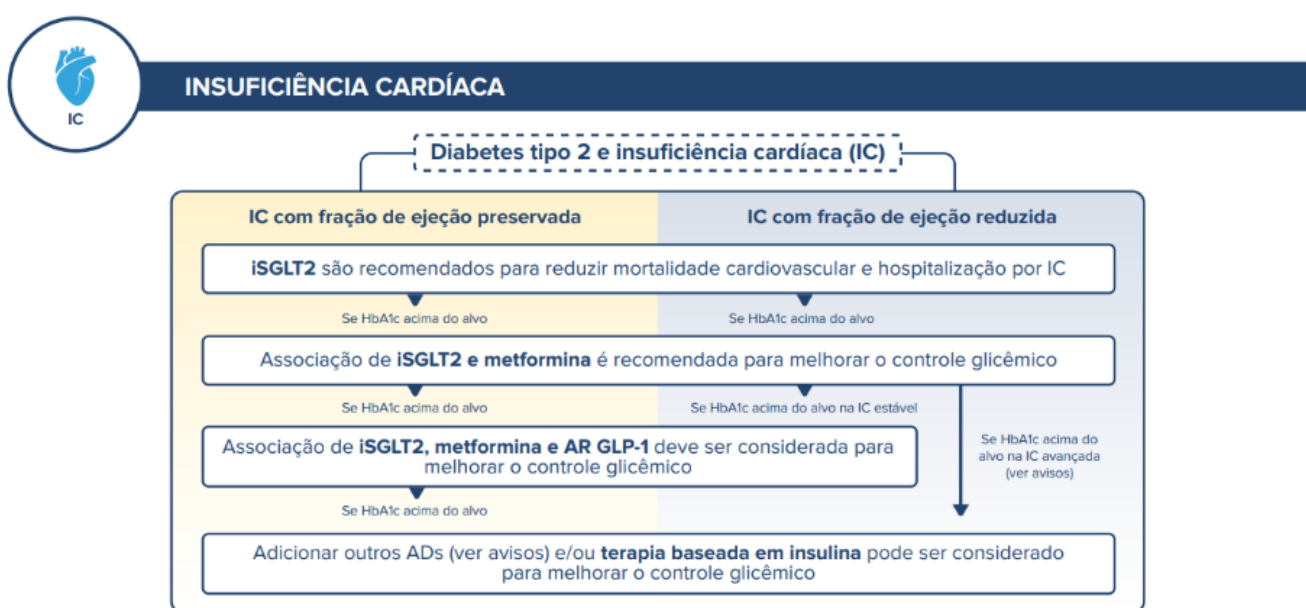 IC
INSUFICIÊNCIA CARDÍACA
Diabetes tipo 2 e insuficiência cardíaca (IC)
IC com fração de ejeção preservada
IC com fração de ejeção reduzida
iSGLT2 são recomendados para reduzir mortalidade cardiovascular e hospitalização por IC
Se HbA1c acima do alvo
Se HbA1c acima do alvo
Associação de iSGLT2 e metformina é recomendada para melhorar o controle glicêmico
Se HbA1c acima do alvo
Se HbA1c acima do alvo na IC estável
Associação de iSGLT2, metformina e AR GLP-1 deve ser considerada para
melhorar o controle glicêmico
Se HbA1c acima do
alvo na IC avançada
(ver avisos)
Se HbA1c acima do alvo
Adicionar outros ADs (ver avisos) e/ou terapia baseada em insulina pode ser considerado
para melhorar o controle glicêmico